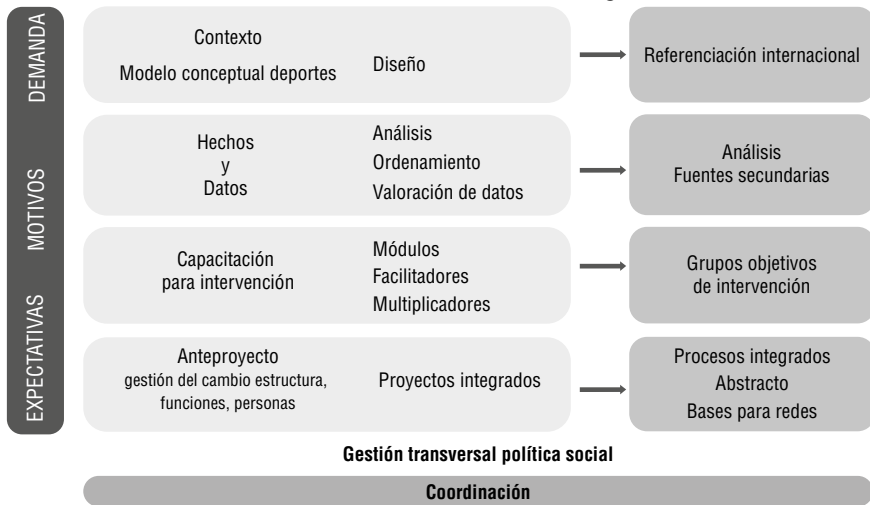 DEMANDA
MOTIVOS
EXPECTATIVAS
Contexto
Modelo conceptual deportes
Diseño
Referenciación internacional
Hechos
y
Datos
Análisis
Ordenamiento
Valoración de datos
Análisis
Fuentes secundarias
Capacitación
para intervención
Módulos
Facilitadores
Multiplicadores
Grupos objetivos
de intervención
Anteproyecto
gestión del cambio estructura,
funciones, personas
Proyectos integrados
Procesos integrados
Abstracto
Bases para redes
Gestión transversal política social
Coordinación